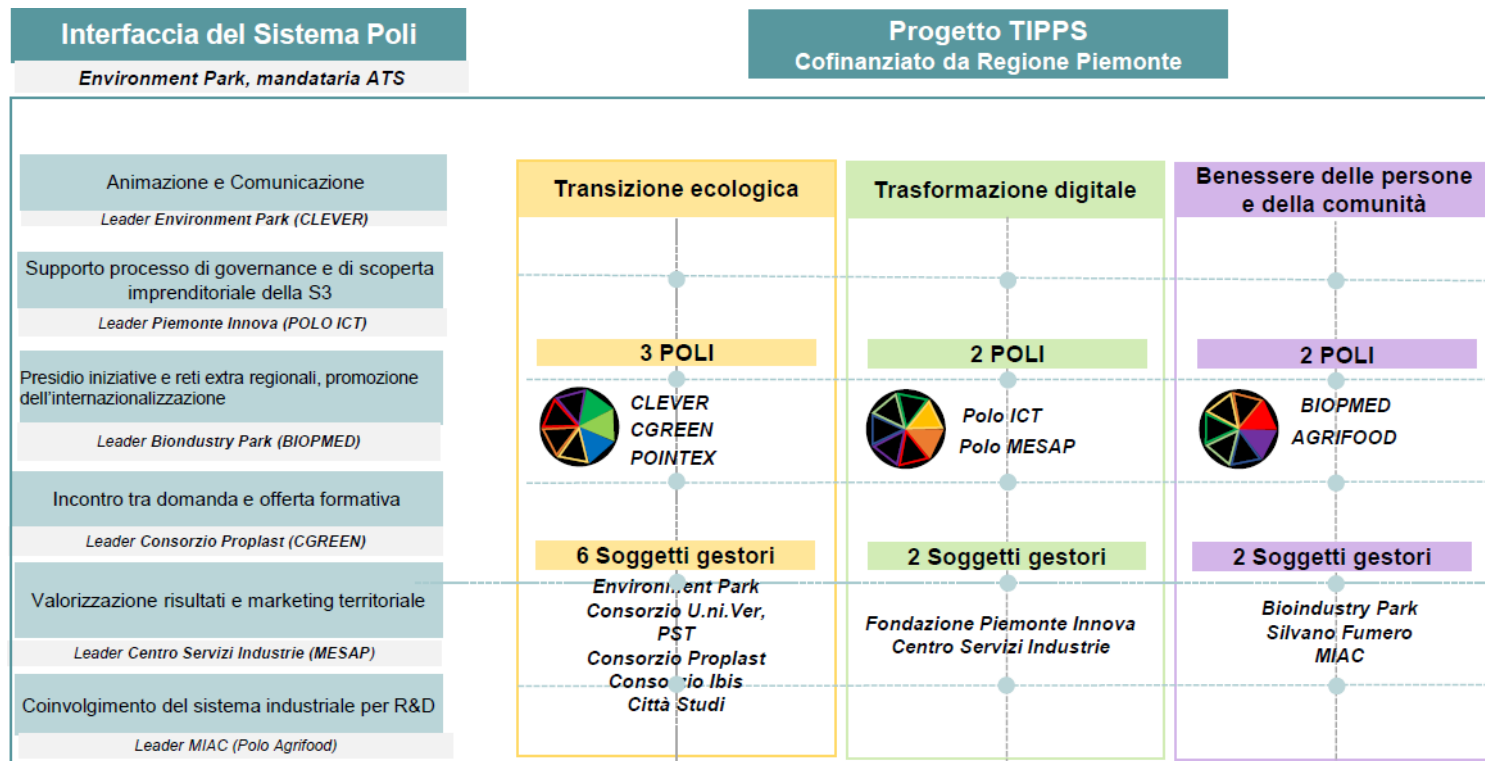 Interfaccia del Sistema Poli
Environment Park, mandataria ATS
Progetto TIPPS
Cofinanziato da Regione Piemonte
Animazione e Comunicazione
Leader Environment Park (CLEVER)
Supporto processo di governance e di scoperta
imprenditoriale della S3
Leader Piemonte Innova (POLO ICT)
Presidio iniziative e reti extra regionali, promozione
dell'internazionalizzazione
Leader Biondustry Park (BIOPMED)
Incontro tra domanda e offerta formativa
Leader Consorzio Proplast (CGREEN)
Valorizzazione risultati e marketing territoriale
Leader Centro Servizi Industrie (MESAP)
Coinvolgimento del sistema industriale per R&D
Leader MIAC (Polo Agrifood)
Transizione ecologica
3 POLI
CLEVER
CGREEN
POINTEX
6 Soggetti gestori
Environment Park
Consorzio U.ni.Ver,
PST
Consorzio Proplast
Consorzio Ibis
Città Studi
Trasformazione digitale
2 POLI
Polo ICT
Polo MESAP
2 Soggetti gestori
Fondazione Piemonte Innova
Centro Servizi Industrie
Benessere delle persone
e della comunità
2 POLI
BIOPMED
AGRIFOOD
2 Soggetti gestori
Bioindustry Park
Silvano Fumero
MIAC